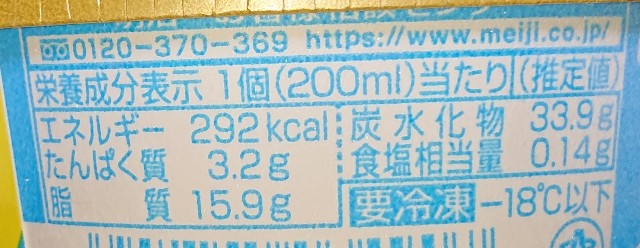 0120-370-369 https://www.meiji.co.jp/
栄養成分表示 1個(200ml)当たり (推定値)
エネルギー 292kcal 炭水化物 33.9g
たんぱく質 3.2g 食塩相当量 0.14g
脂質 15.9g 要冷凍 -18℃以下